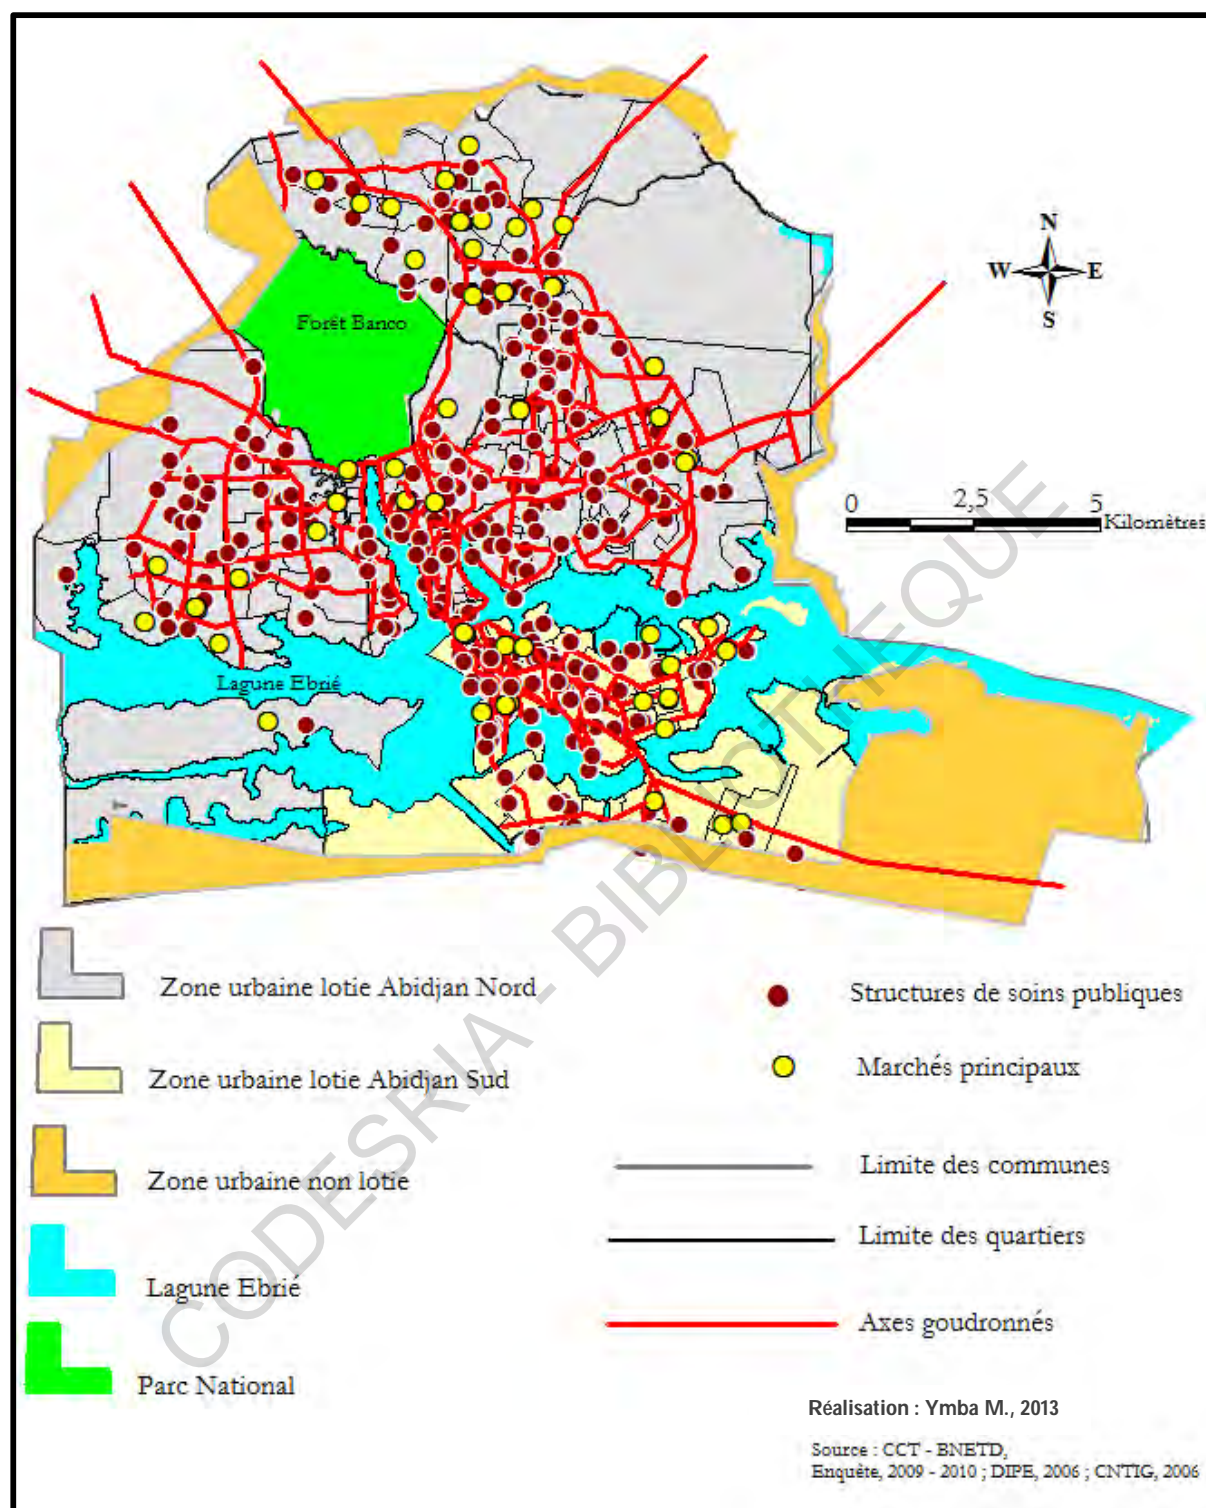 Forêt Banco
N
W E
S
0 2,5 5
Kilomètres
Lagune Ebrié
CODESRIA - BIBLIOTHEQUE
Zone urbaine lotie Abidjan Nord
Structures de soins publiques
Zone urbaine lotie Abidjan Sud
Marchés principaux
Zone urbaine non lotie
Limite des communes
Lagune Ebrié
Limite des quartiers
Parc National
Axes goudronnés
Réalisation : Ymba M., 2013
Source : CCT - BNETD,
Enquête, 2009 - 2010 ; DIPE, 2006 ; CNTIG, 2006